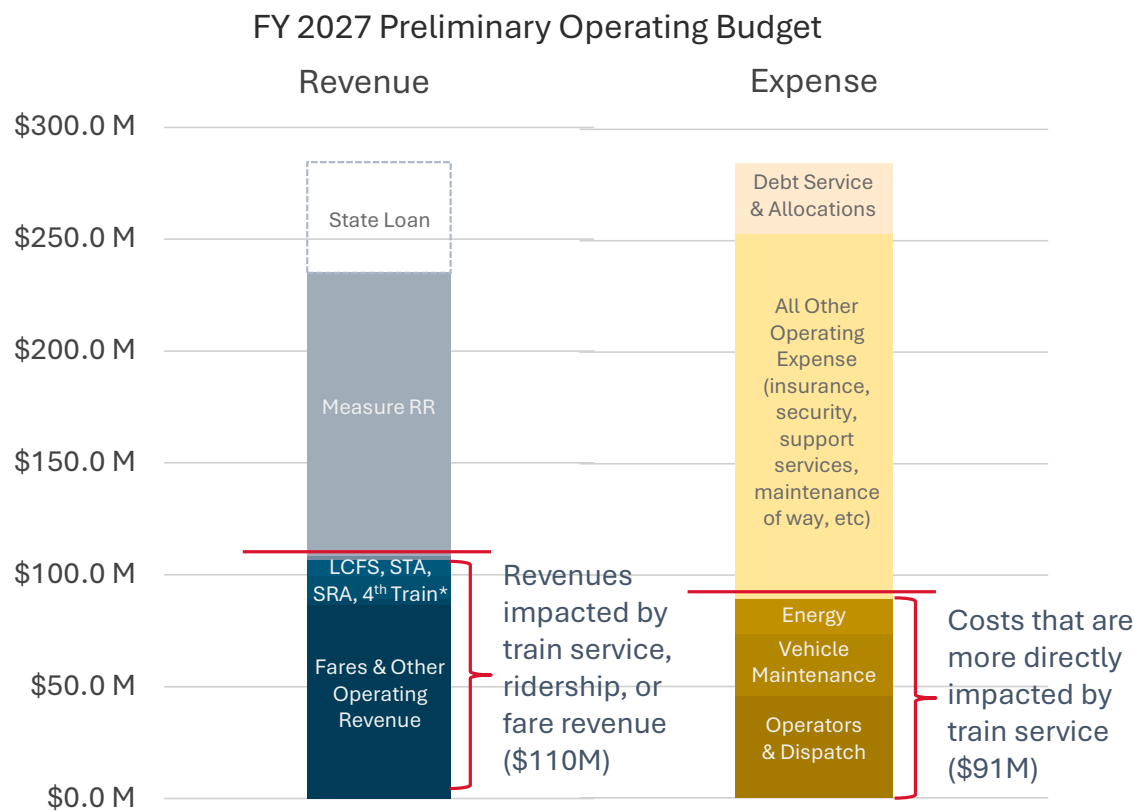 FY 2027 Preliminary Operating Budget
Revenue
Expense
$300.0 M
$250.0 M
$200.0 M
$150.0 M
$100.0 M
$50.0 M
$0.0 M
State Loan
Measure RR
LCFS, STA,
SRA, 4th Train*
Fares & Other
Operating
Revenue
Revenues
impacted by
train service,
ridership, or
fare revenue
($110M)
Debt Service
& Allocations
All Other
Operating
Expense
(insurance,
security,
support
services,
maintenance
of way, etc)
Energy
Vehicle
Maintenance
Operators
& Dispatch
Costs that are
more directly
impacted by
train service
($91M)